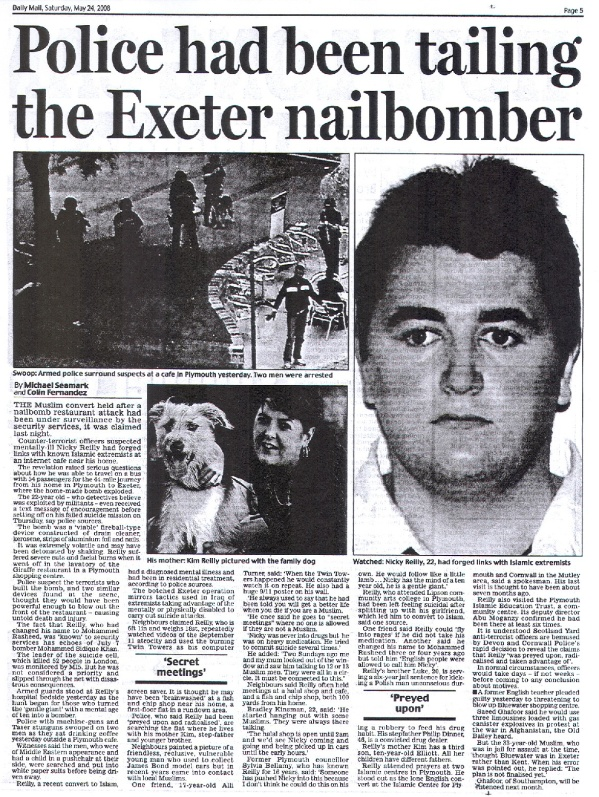 Daily Mail, Saturday, May 24, 2008
Page 5
Police had been tailing
the Exeter nailbomber
Swoop: Armed police surround suspects at a cafe in Plymouth yesterday. Two men were arrested
By Michael Seamark
and Colin Fernandez
THE Muslim convert held after a
nailbomb restaurant attack had
been under surveillance by the
security services, it was claimed
last night.
Counter-terrorist officers suspected
mentally-ill Nicky Reilly had forged
links with known Islamic extremists at
an internet cafe near his home.
The revelation raised serious questions
about how he was able to travel on a bus
with 34 passengers for the 44-mile journey
from his home in Plymouth to Exeter,
where the home-made bomb exploded.
The 22-year-old – who detectives believe
was exploited by militants – even received
a text message of encouragement before
setting off on his failed suicide mission on
Thursday, say police sources.
The bomb was a 'viable' fireball-type
device constructed of drain cleaner,
kerosene, strips of aluminium foil and nails.
It was extremely volatile and may have
been detonated by shaking. Reilly suf-
fered severe cuts and facial burns when it
went off in the lavatory of the
Giraffe restaurant in a Plymouth
shopping centre.
Police suspect the terrorists who
built the bomb, and two similar
devices found at the scene,
thought they would be
powerful enough to blow out the
front of the restaurant – causing
untold death and injury.
The fact that Reilly, who had
changed his name to Mohammed
Rasheed, was 'known' to security
services has echoes of July 7
bomber Mohammed Sidique Khan.
The leader of the suicide cell,
which killed 52 people in London,
was monitored by MI5. But he was
not considered a priority and
slipped through the net with disas-
trous consequences.
Armed guards stood at Reilly's
hospital bedside yesterday as the
hunt began for those who turned
the 'gentle giant' with a mental age
of ten into a bomber.
Police with machine-guns and
tazer stunguns swooped on two
men as they sat drinking coffee
yesterday outside a Plymouth cafe.
Witnesses said the men, who were
of Middle Eastern appearance and
had a child in a pushchair at their
side, were searched and put into
white paper suits before being driv-
en away.
Reilly, a recent convert to Islam,
His mother: Kim Reilly pictured with the family dog
had a diagnosed mental illness and
had been in residential treatment,
according to police sources.
The botched Exeter operation
mirrors tactics used in Iraq of
extremists taking advantage of the
mentally or physically disabled to
carry out suicide attacks.
Neighbours claimed Reilly, who is
6ft 1in and weighs 18st, repeatedly
watched videos of the September
11 atrocity and used the burning
Twin Towers as his computer
'Secret
meetings'
screen saver. It is thought he may
have been 'brainwashed' at a fish
and chip shop near his home, a
first-floor flat in a rundown area.
Police, who said Reilly had been
'preyed upon and radicalised', are
searching the flat where he lives
with his mother Kim, step-father
and younger brother.
Neighbours painted a picture of a
friendless, reclusive, vulnerable
young man who used to collect
James Bond model cars but in
recent years come into contact
with local Muslims.
One friend, 17-year-old Ali
Turner, said: 'When the Twin Tow-
ers happened he would constantly
watch it on repeat. He also had a
huge 9/11 poster on his wall.
'He always used to say that he had
been told you will get a better life
when you die if you are a Muslim.
'He once said he goes to "secret
meetings" where no one is allowed
if they are not a Muslim.
'Nicky was never into drugs but he
was on heavy medication. He tried
to commit suicide several times.'
He added: 'Two Sundays ago me
and my mum looked out of the win-
dow and saw him talking to 12 or 13
Muslim men. They were all in a cir-
cle. It must be connected to this.'
Neighbours said Reilly often held
meetings at a halal shop and cafe,
and a fish and chip shop, both 100
yards from his home.
Bradley Kinsman, 22, said: 'He
started hanging out with some
Muslims. They were always there
talking.
'The halal shop is open until 2am
and we'd see Nicky coming and
going and being picked up in cars
until the early hours.'
Former Plymouth councillor
Sylvia Bellamy, who has known
Reilly for 16 years, said: 'Someone
has pushed Nicky into this because
I don't think he could do this on his
Watched: Nicky Reilly, 22, had forged links with Islamic extremists
own. He would follow like a little
lamb ... Nicky has the mind of a ten-
year old, he is a gentle giant.'
Reilly, who attended Lipson com-
munity arts college in Plymouth,
had been left feeling suicidal after
splitting up with his girlfriend,
which led him to convert to Islam,
said one source.
One friend said Reilly could 'fly
into rages' if he did not take his
medication. Another said he
changed his name to Mohammed
Rasheed three or four years ago
but told him 'English people were
allowed to call him Nicky'.
Reilly's brother Luke, 20, is serv-
ing a six-year jail sentence for kick-
ing a Polish man unconscious dur-
'Preyed
upon'
ing a robbery to feed his drug
habit. His stepfather Philip Dinner,
43, is a convicted drug dealer.
Reilly's mother Kim has a third
son, ten-year-old Elliott. All her
children have different fathers.
Reilly attended prayers at two
Islamic centres in Plymouth. He
stood out as the lone English con-
vert at the Islamic Centre for Ply-
mouth and Cornwall in the Mutley
area, said a spokesman. His last
visit is thought to have been about
seven months ago.
Reilly also visited the Plymouth
Islamic Education Trust, a com-
munity centre. Its deputy director
Abu Mogamry confirmed he had
been there at least six times.
It is understood Scotland Yard
anti-terrorist officers are bemused
by Devon and Cornwall Police's
rapid decision to reveal the claims
that Reilly 'was preyed upon, radi-
calised and taken advantage of'.
In normal circumstances, officers
would take days – if not weeks –
before coming to any conclusion
about motives.
■ A former English teacher pleaded
guilty yesterday to threatening to
blow up Bluewater shopping centre.
Saeed Ghafoor said he would use
three limousines loaded with gas
canister explosives in protest at
the war in Afghanistan, the Old
Bailey heard.
But the 33-year-old Muslim, who
was in jail for assault at the time,
thought Bluewater was in Exeter
rather than Kent. When his error
was pointed out, he replied: 'The
plan is not finalised yet.'
Ghafoor, of Southampton, will be
sentenced next month.